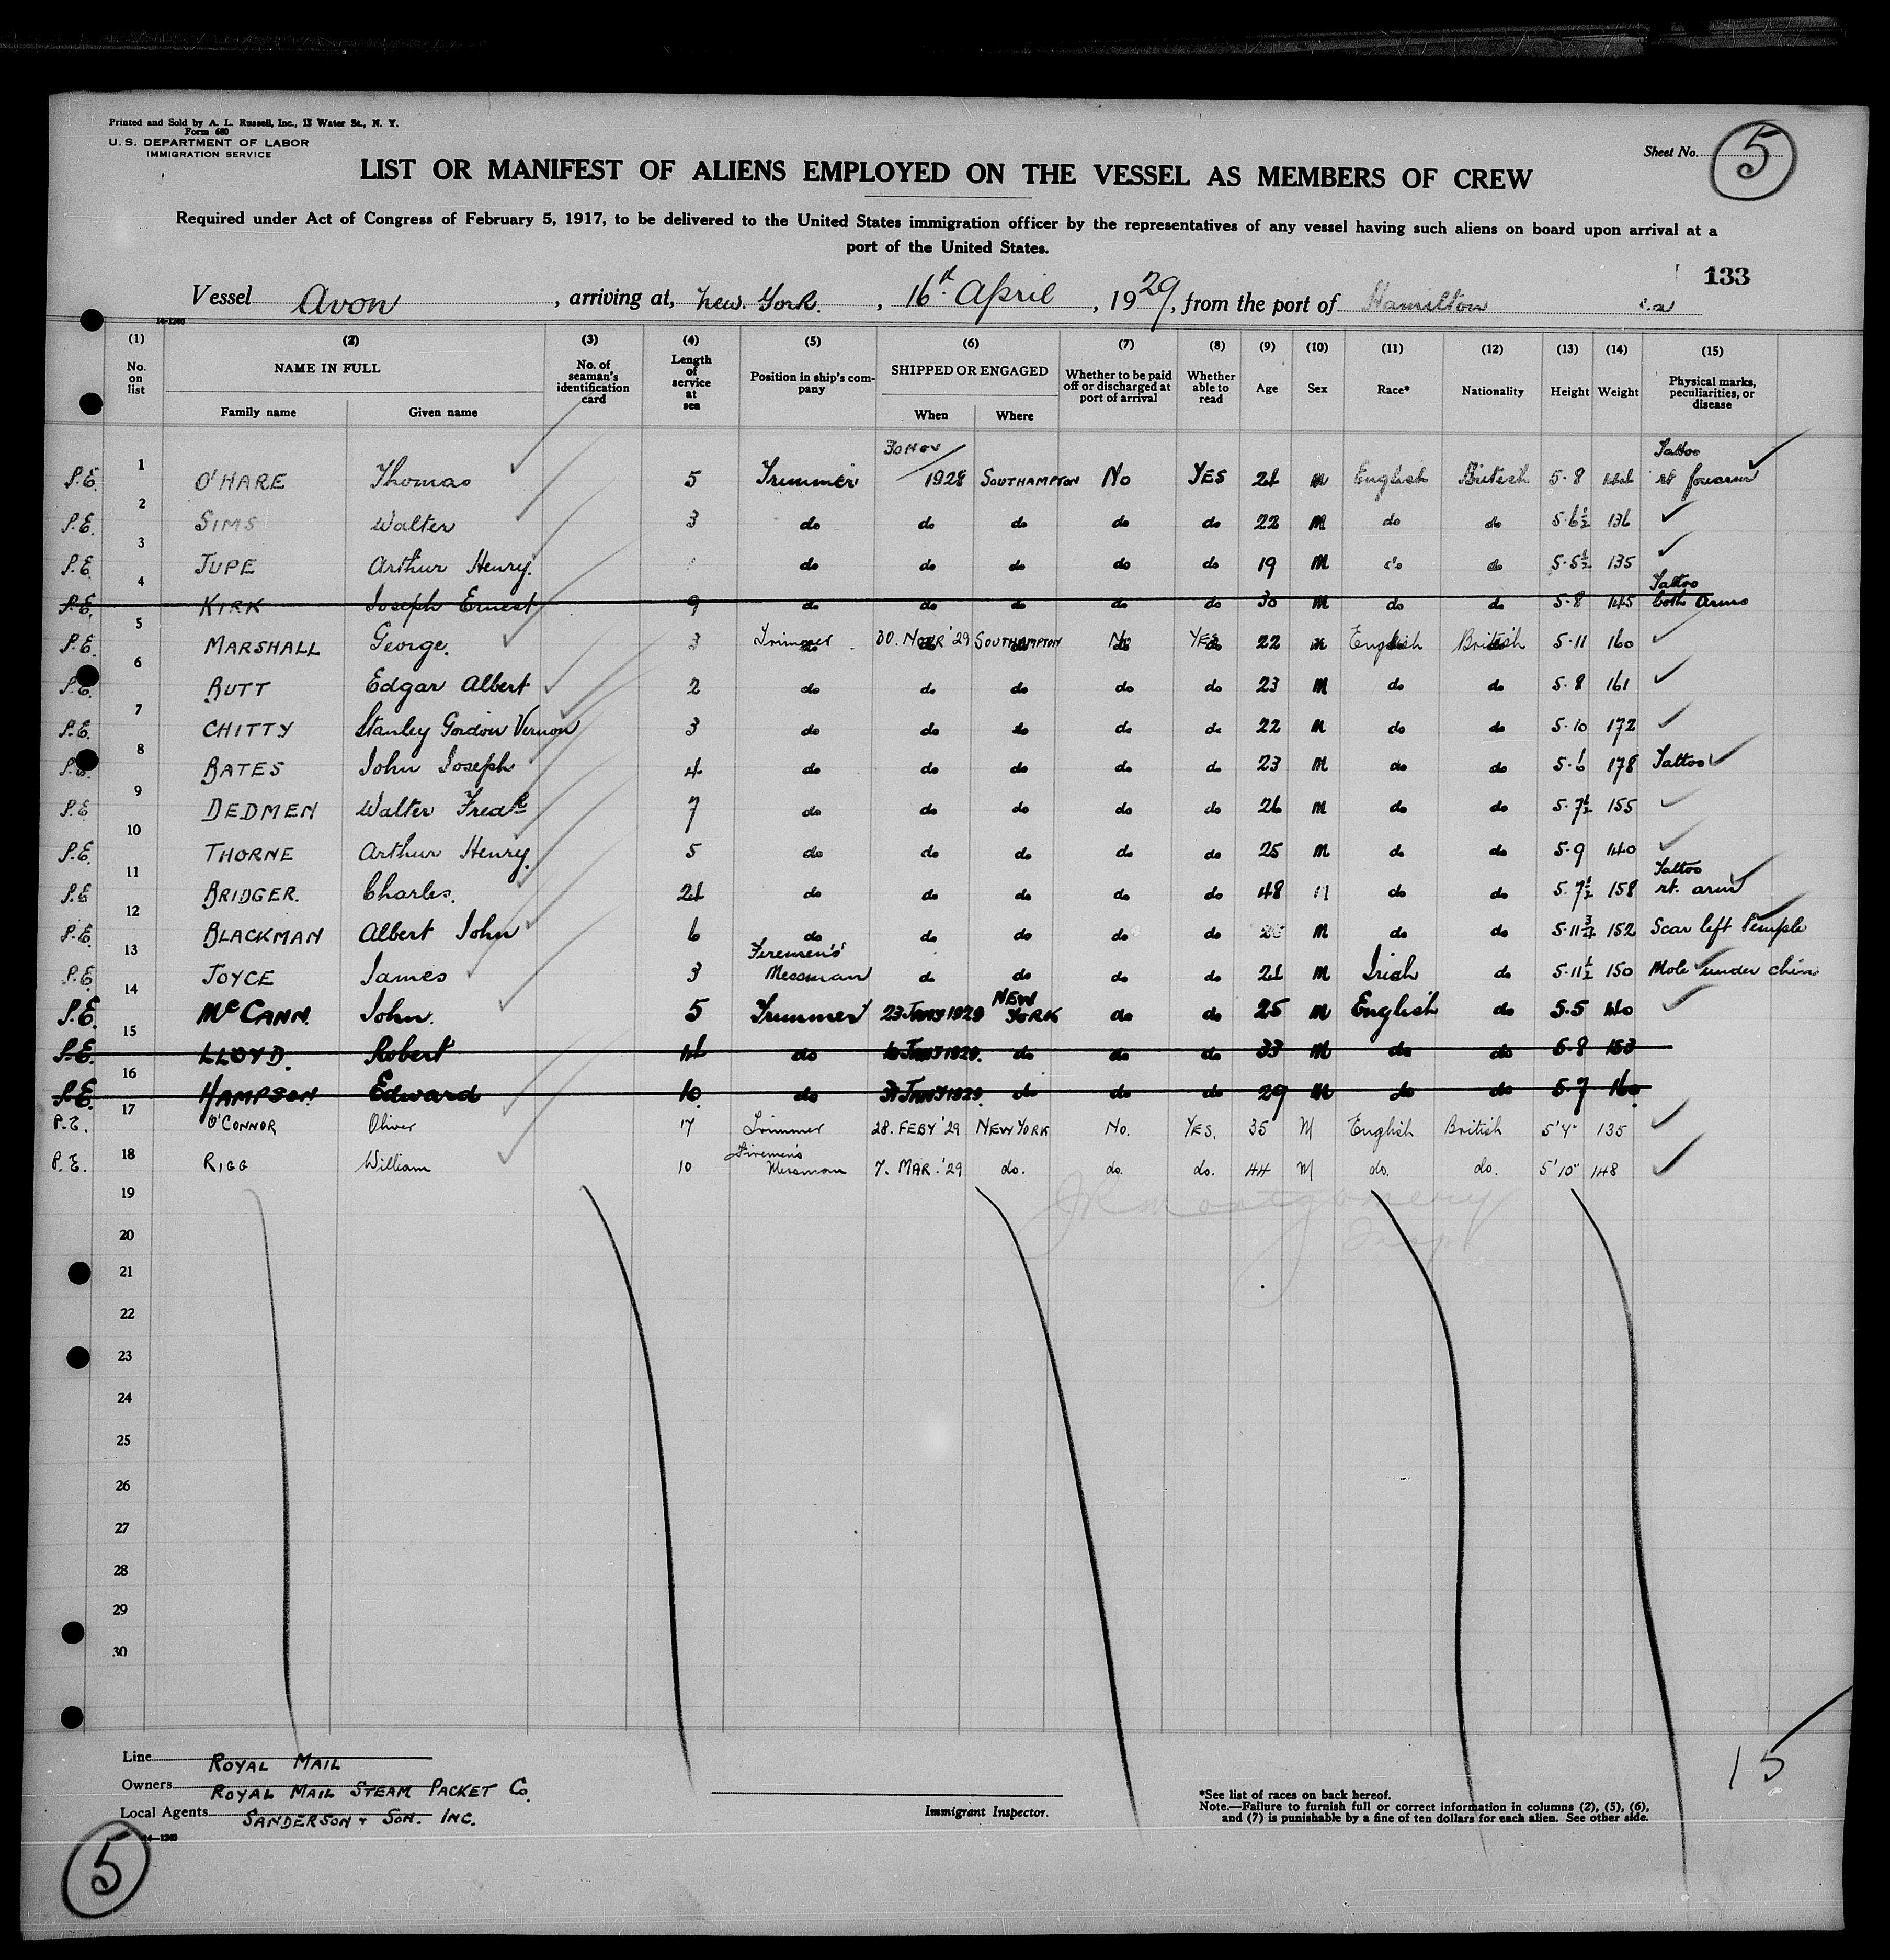 Printed and Sold by A. L. Russell, Inc., 13 Water St., N. Y.
Form 680
U. S. DEPARTMENT OF LABOR
IMMIGRATION SERVICE
Sheet No. 5
LIST OR MANIFEST OF ALIENS EMPLOYED ON THE VESSEL AS MEMBERS OF CREW
Required under Act of Congress of February 5, 1917, to be delivered to the United States immigration officer by the representatives of any vessel having such aliens on board upon arrival at a
port of the United States.
133
Vessel Avon, arriving at, New York., 16th April, 1929, from the port of Hamilton
14-1240
(1) (2) (3) (4) (5) (6) (7) (8) (9) (10) (11) (12) (13) (14) (15)
No. on list NAME IN FULL No. of seaman's identification card Length of service at sea Position in ship's company SHIPPED OR ENGAGED Whether to be paid off or discharged at port of arrival Whether able to read Age Sex Race* Nationality Height Weight Physical marks, peculiarities, or disease
Family name Given name When Where
P.E. 1 O'HARE Thomas 5 Trimmer 30 Nov 1928 SOUTHAMPTON No YES 21 m English British 5-8 Tattoo rt forearm
P.E. 2 SIMS Walter 3 do do do do do 22 M do do 5-6½ 136
P.E. 3 JUPE Arthur Henry. do do do do do 19 M do do 5-5½ 135
P.E. 4 KIRK Joseph Ernest 9 do do do do do 30 M do do 5-8 145 Tattoo both arms
P.E. 5 MARSHALL George. 3 Trimmer 30. NOVR '29 SOUTHAMPTON No YES 22 m English British 5-11 160
P.E. 6 BUTT Edgar Albert 2 do do do do do 23 M do do 5-8 161
P.E. 7 CHITTY Stanley Gordon Vernon 3 do do do do do 22 M do do 5-10 172
P.E. 8 BATES John Joseph 4 do do do do do 23 M do do 5-6 178 Tattoo
P.E 9 DEDMEN Walter Fredk 7 do do do do do 26 M do do 5-7½ 155
P.E. 10 THORNE Arthur Henry. 5 do do do do do 25 M do do 5-9 140
P.E 11 BRIDGER. Charles. 21 do do do do do 48 M do do 5-7½ 158 Tattoo rt. arm
P.E. 12 BLACKMAN Albert John 6 do do do do do M do do 5-11¾ 152 Scar left Temple
P.E. 13 JOYCE James 3 Firemen's Messman do do do do 21 M Irish do 5-11½ 150 Mole under chin
P.E. 14 McCANN. John. 5 Trimmer 23 JANY 1929 NEW YORK do do 25 M English do 5-5 140
P.E. 15 LLOYD. Robert do JANY 1929. do do do 33 M do do 5-8 153
P.E. 16 HAMPSON Edward 10 do 31 JANY 1929. do do do 29 M do do 5-7 160
P.E. 17 O'CONNOR Oliver 17 Trimmer 28. FEBY '29 NEW YORK No. YES. 35 M English British 5'4" 135
P.E. 18 RIGG William 10 Firemen's Messman 7. MAR. '29 do. do. do. 44 M do. do. 5'10" 148
19 JR Montgomery
20 Insp
21
22
23
24
25
26
27
28
29
30
15
Line ROYAL MAIL
Owners ROYAL MAIL STEAM PACKET Co.
Local Agents SANDERSON + SON. INC.
Immigrant Inspector.
*See list of races on back hereof.
Note.—Failure to furnish full or correct information in columns (2), (5), (6),
and (7) is punishable by a fine of ten dollars for each alien. See other side.
14—1240
5